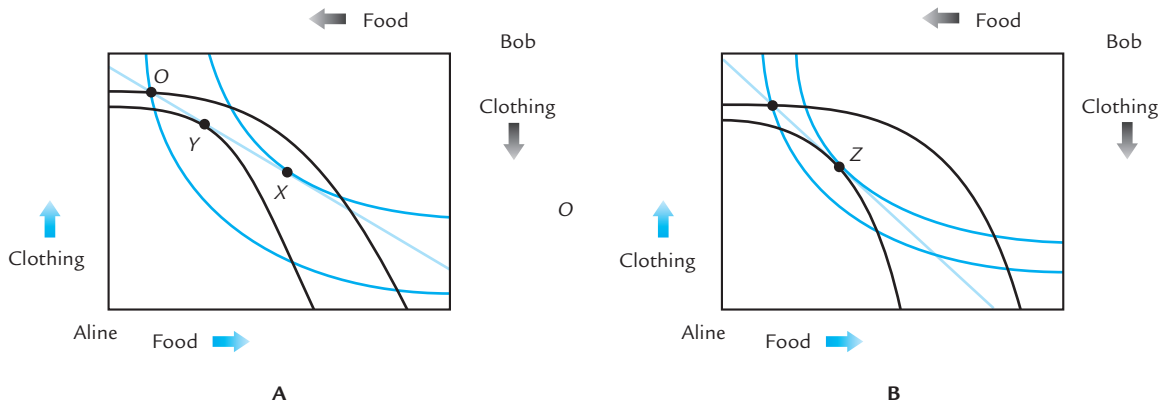 Food
Bob
Clothing
O
Y
X
Clothing
Aline
Food
A
Food
Bob
Clothing
Z
O
Clothing
Aline
Food
B